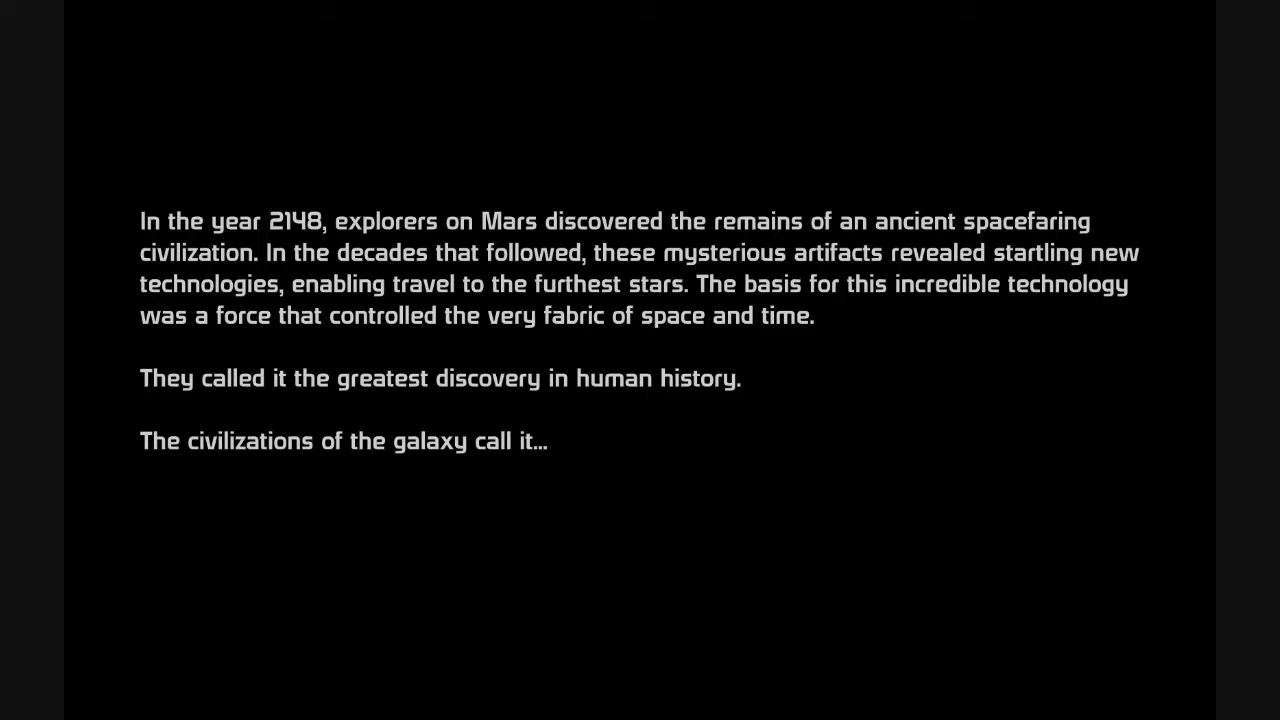 In the year 2148, explorers on Mars discovered the remains of an ancient spacefaring
civilization. In the decades that followed, these mysterious artifacts revealed startling new
technologies, enabling travel to the furthest stars. The basis for this incredible technology
was a force that controlled the very fabric of space and time.
They called it the greatest discovery in human history.
The civilizations of the galaxy call it...